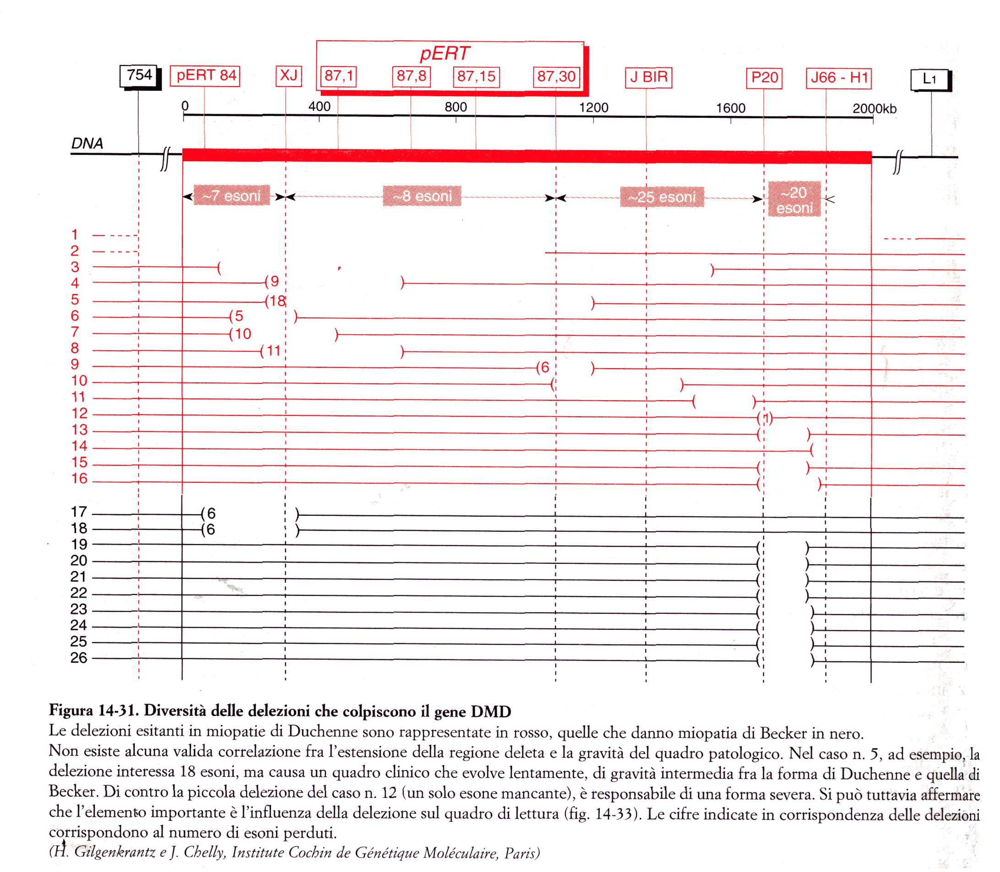 pERT
754 pERT 84 XJ 87,1 87,8 87,15 87,30 J BIR P20 J66 - H1 L1
0 400 800 1200 1600 2000kb
DNA
~7 esoni ~8 esoni ~25 esoni ~20
esoni
1
2
3
4 (9 )
5 (18 )
6 (5 )
7 (10 )
8 (11 )
9 (6 )
10
11
12 (1)
13
14
15
16
17 (6 )
18 (6 )
19
20
21
22
23
24
25
26
Figura 14-31. Diversità delle delezioni che colpiscono il gene DMD
Le delezioni esitanti in miopatie di Duchenne sono rappresentate in rosso, quelle che danno miopatia di Becker in nero.
Non esiste alcuna valida correlazione fra l'estensione della regione deleta e la gravità del quadro patologico. Nel caso n. 5, ad esempio, la
delezione interessa 18 esoni, ma causa un quadro clinico che evolve lentamente, di gravità intermedia fra la forma di Duchenne e quella di
Becker. Di contro la piccola delezione del caso n. 12 (un solo esone mancante), è responsabile di una forma severa. Si può tuttavia affermare
che l'elemento importante è l'influenza della delezione sul quadro di lettura (fig. 14-33). Le cifre indicate in corrispondenza delle delezioni
corrispondono al numero di esoni perduti.
(H. Gilgenkrantz e J. Chelly, Institute Cochin de Génétique Moléculaire, Paris)